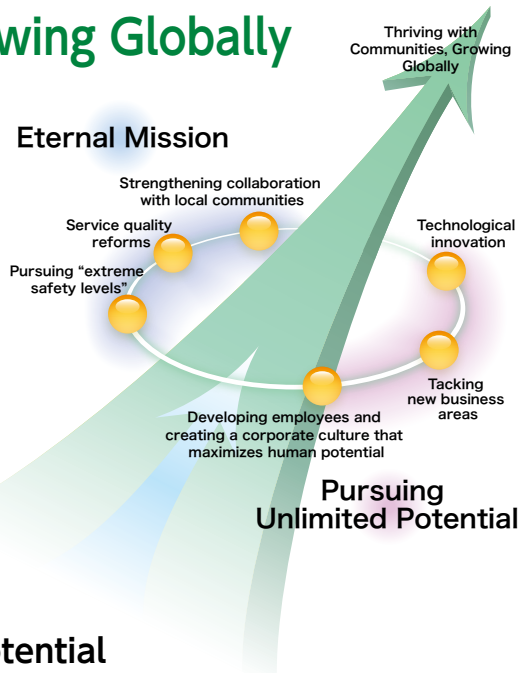 wing Globally
Thriving with
Communities, Growing
Globally
Eternal Mission
Strengthening collaboration
with local communities
Service quality
reforms
Technological
innovation
Pursuing “extreme
safety levels”
Tacking
new business
areas
Developing employees and
creating a corporate culture that
maximizes human potential
Pursuing
Unlimited Potential
tential